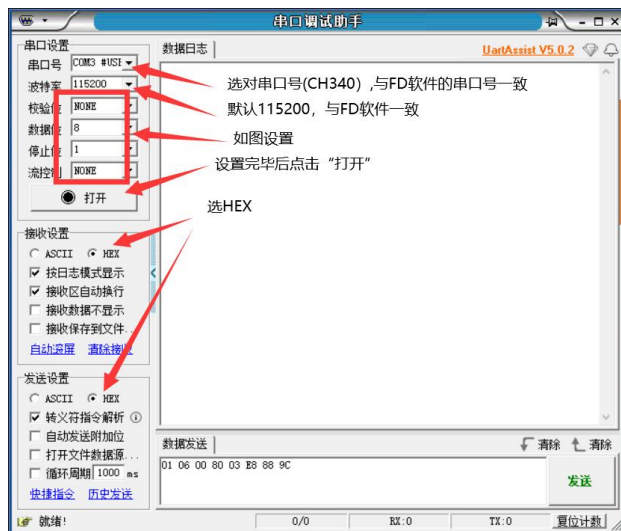 串口调试助手
串口设置
串口号 COM3 #USI
波特率 115200
校验位 NONE
数据位 8
停止位 1
流控制 NONE
打开
接收设置
ASCII HEX
按日志模式显示
接收区自动换行
接收数据不显示
接收保存到文件...
自动滚屏 清除接收
发送设置
ASCII HEX
转义符指令解析
自动发送附加位
打开文件数据源...
循环周期 1000 ms
快捷指令 历史发送
数据日志
UartAssist V5.0.2
选对串口号(CH340) ,与FD软件的串口号一致
默认115200，与FD软件一致
如图设置
设置完毕后点击“打开”
选HEX
数据发送
清除 清除
01 06 00 80 03 E8 88 9C
发送
就绪!
0/0
RX:0
TX:0
复位计数